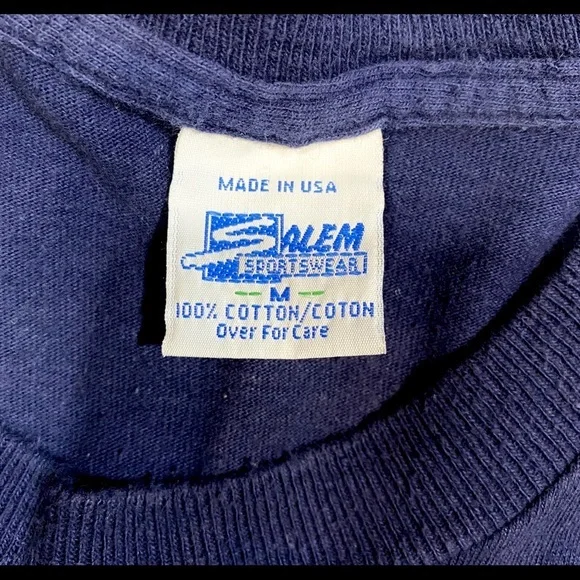 MADE IN USA
SALEM
SPORTSWEAR
M
100% COTTON/COTON
Over For Care